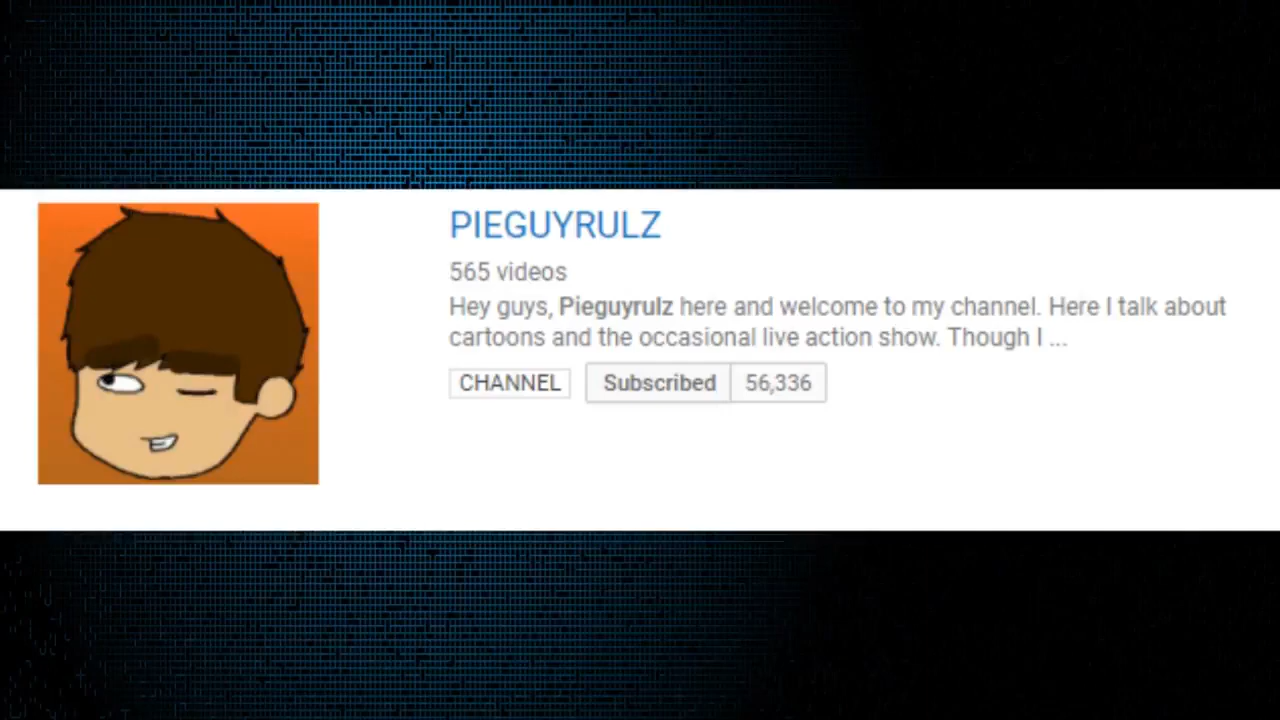 PIEGUYRULZ
565 videos
Hey guys, Pieguyrulz here and welcome to my channel. Here I talk about
cartoons and the occasional live action show. Though I ...
CHANNEL Subscribed 56,336